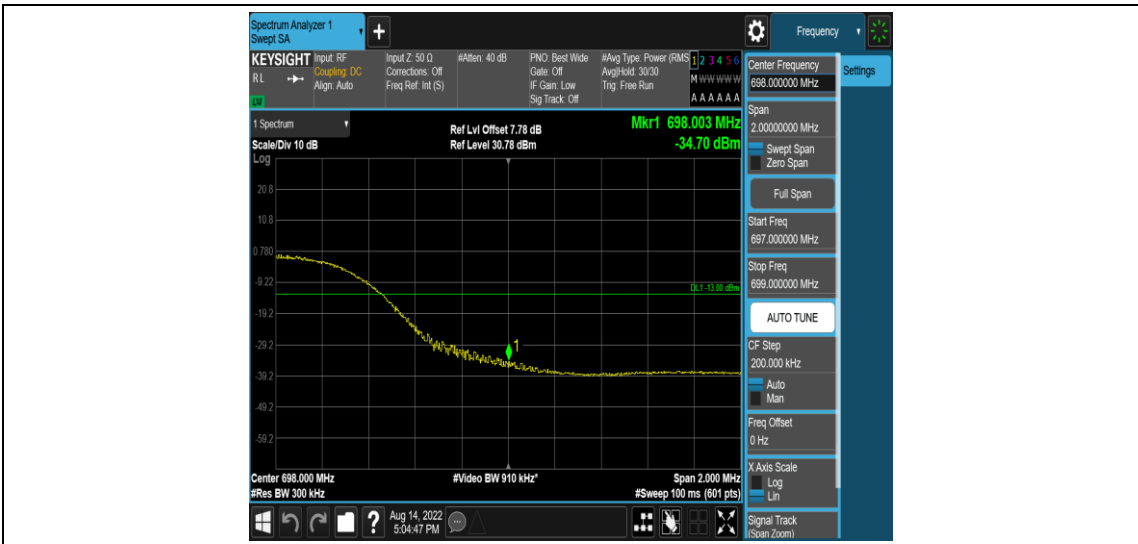 Spectrum Analyzer 1
Swept SA
Frequency
KEYSIGHT
RL
LXI
Input: RF
Coupling: DC
Align: Auto
Input Z: 50 Ω
Corrections: Off
Freq Ref: Int (S)
#Atten: 40 dB
PNO: Best Wide
Gate: Off
IF Gain: Low
Sig Track: Off
#Avg Type: Power (RMS
Avg|Hold: 30/30
Trig: Free Run
1 2 3 4 5 6
M W W W W W
A A A A A A
1 Spectrum
Scale/Div 10 dB
Ref Lvl Offset 7.78 dB
Ref Level 30.78 dBm
Mkr1 698.003 MHz
-34.70 dBm
Log
20.8
10.8
0.780
-9.22
-19.2
-29.2
-39.2
-49.2
-59.2
DL1 -13.00 dBm
1
Center 698.000 MHz
#Res BW 300 kHz
#Video BW 910 kHz*
Span 2.000 MHz
#Sweep 100 ms (601 pts)
Aug 14, 2022
5:04:47 PM
Center Frequency
698.000000 MHz
Settings
Span
2.00000000 MHz
Swept Span
Zero Span
Full Span
Start Freq
697.000000 MHz
Stop Freq
699.000000 MHz
AUTO TUNE
CF Step
200.000 kHz
Auto
Man
Freq Offset
0 Hz
X Axis Scale
Log
Lin
Signal Track
(Span Zoom)